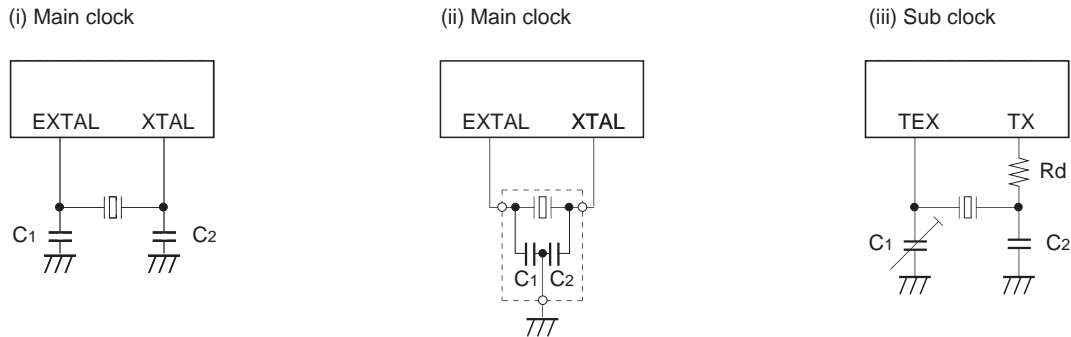 (i) Main clock
EXTAL XTAL
C1 C2
(ii) Main clock
EXTAL XTAL
C1 C2
(iii) Sub clock
TEX TX
Rd
C1 C2